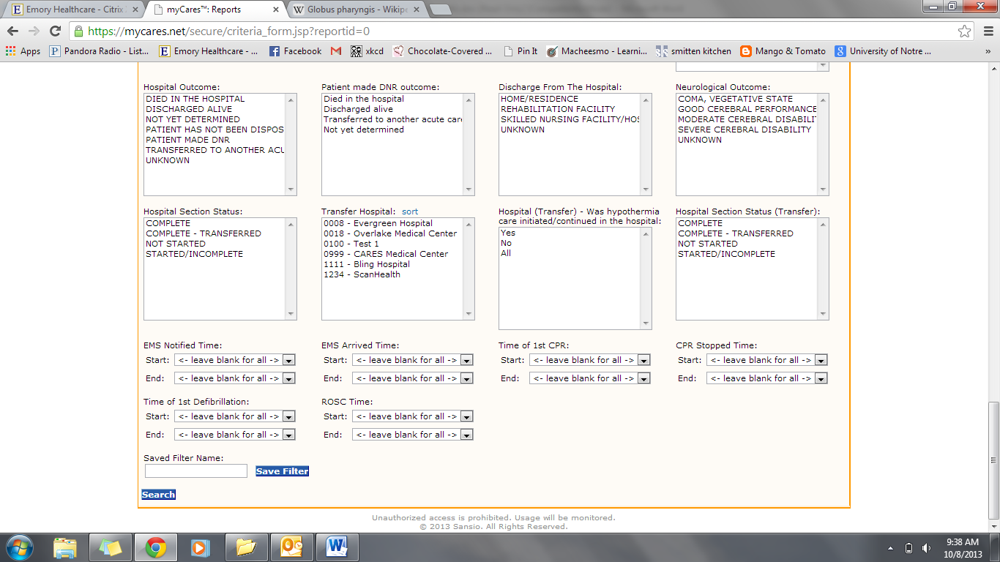 Emory Healthcare - Citrix
myCares™: Reports
Globus pharyngis - Wikipe
https://mycares.net/secure/criteria_form.jsp?reportid=0
Apps
Pandora Radio - List...
Emory Healthcare - ...
Facebook
xkcd
Chocolate-Covered ...
Pin It
Macheesmo - Learni...
smitten kitchen
Mango & Tomato
University of Notre ...
»
Hospital Outcome:
DIED IN THE HOSPITAL
DISCHARGED ALIVE
NOT YET DETERMINED
PATIENT HAS NOT BEEN DISPOS
PATIENT MADE DNR
TRANSFERRED TO ANOTHER ACU
UNKNOWN
Patient made DNR outcome:
Died in the hospital
Discharged alive
Transferred to another acute care
Not yet determined
Discharge From The Hospital:
HOME/RESIDENCE
REHABILITATION FACILITY
SKILLED NURSING FACILITY/HOS
UNKNOWN
Neurological Outcome:
COMA, VEGETATIVE STATE
GOOD CEREBRAL PERFORMANCE
MODERATE CEREBRAL DISABILIT
SEVERE CEREBRAL DISABILITY
UNKNOWN
Hospital Section Status:
COMPLETE
COMPLETE - TRANSFERRED
NOT STARTED
STARTED/INCOMPLETE
Transfer Hospital: sort
0008 - Evergreen Hospital
0018 - Overlake Medical Center
0100 - Test 1
0999 - CARES Medical Center
1111 - Bling Hospital
1234 - ScanHealth
Hospital (Transfer) - Was hypothermia
care initiated/continued in the hospital:
Yes
No
All
Hospital Section Status (Transfer):
COMPLETE
COMPLETE - TRANSFERRED
NOT STARTED
STARTED/INCOMPLETE
EMS Notified Time:
Start: <- leave blank for all ->
End: <- leave blank for all ->
EMS Arrived Time:
Start: <- leave blank for all ->
End: <- leave blank for all ->
Time of 1st CPR:
Start: <- leave blank for all ->
End: <- leave blank for all ->
CPR Stopped Time:
Start: <- leave blank for all ->
End: <- leave blank for all ->
Time of 1st Defibrillation:
Start: <- leave blank for all ->
End: <- leave blank for all ->
ROSC Time:
Start: <- leave blank for all ->
End: <- leave blank for all ->
Saved Filter Name:
Save Filter
Search
Unauthorized access is prohibited. Usage will be monitored.
© 2013 Sansio. All Rights Reserved.
9:38 AM
10/8/2013